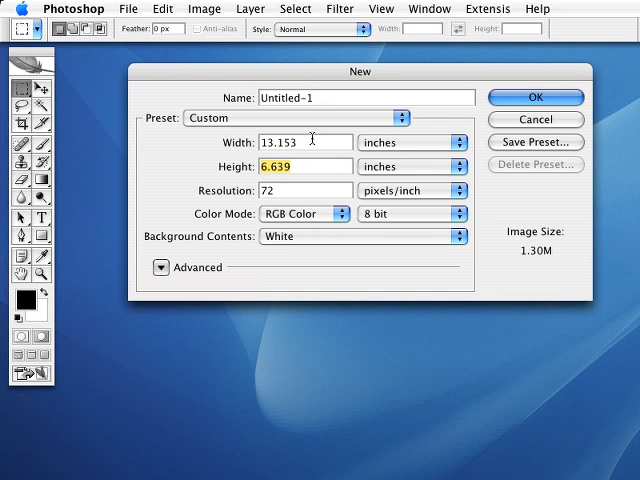 Photoshop File Edit Image Layer Select Filter View Window Extensis Help
Feather: 0 px Anti-alias Style: Normal Width: Height:
New
Name: Untitled-1 OK
Preset: Custom Cancel
Width: 13.153 inches Save Preset...
Height: 6.639 inches Delete Preset...
Resolution: 72 pixels/inch
Color Mode: RGB Color 8 bit
Image Size:
Background Contents: White
1.30M
Advanced
T